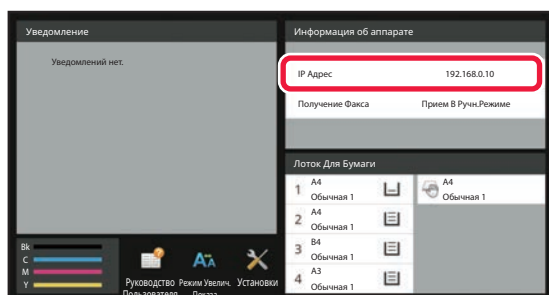 Уведомление
Уведомлений нет.
Информация об аппарате
IP Адрес 192.168.0.10
Получение Факса Прием В Ручн.Режиме
Лоток Для Бумаги
1 A4 Обычная 1
A4 Обычная 1
2 A4 Обычная 1
3 B4 Обычная 1
4 A3 Обычная 1
Bk
C
M
Y
Руководство Пользователя
Режим Увелич. Показа
Установки